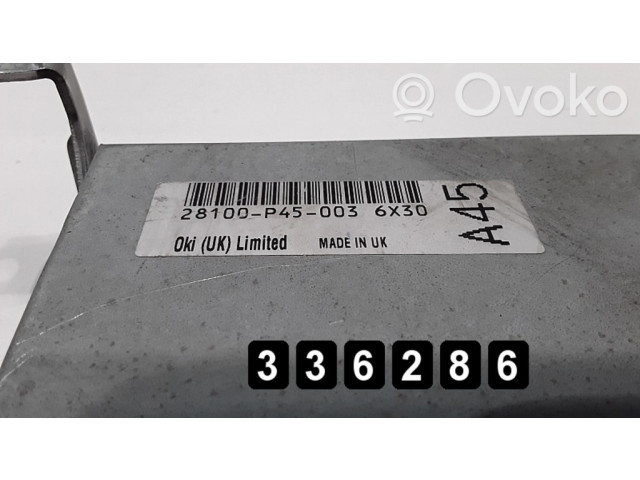 Ovoko
28100-P45-003 6X30
Oki (UK) Limited MADE IN UK
A45
336286